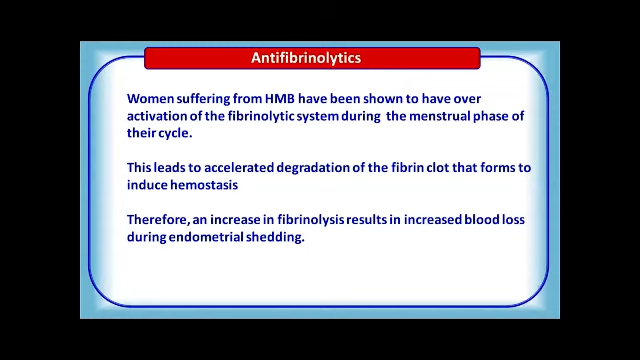 Antifibrinolytics
Women suffering from HMB have been shown to have over
activation of the fibrinolytic system during the menstrual phase of
their cycle.
This leads to accelerated degradation of the fibrin clot that forms to
induce hemostasis
Therefore, an increase in fibrinolysis results in increased blood loss
during endometrial shedding.